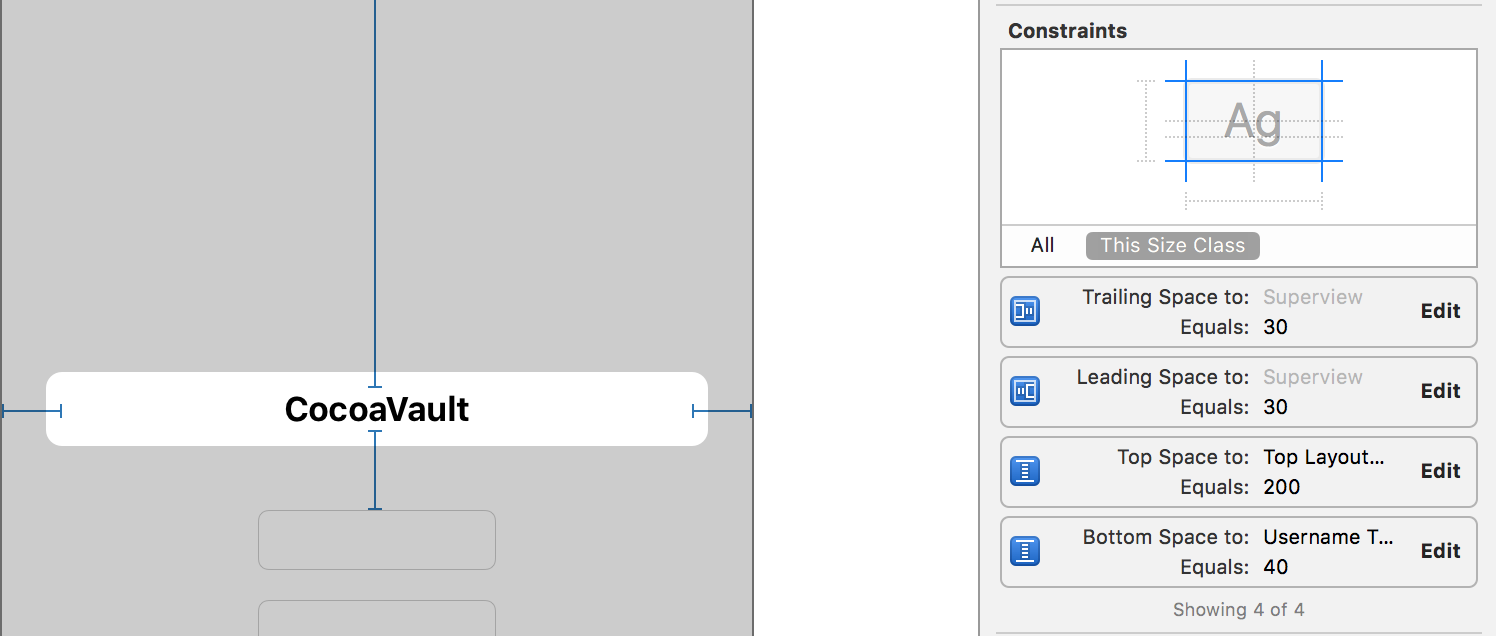 CocoaVault
Constraints
Ag
All This Size Class
Trailing Space to: Superview
Equals: 30
Edit
Leading Space to: Superview
Equals: 30
Edit
Top Space to: Top Layout...
Equals: 200
Edit
Bottom Space to: Username T...
Equals: 40
Edit
Showing 4 of 4